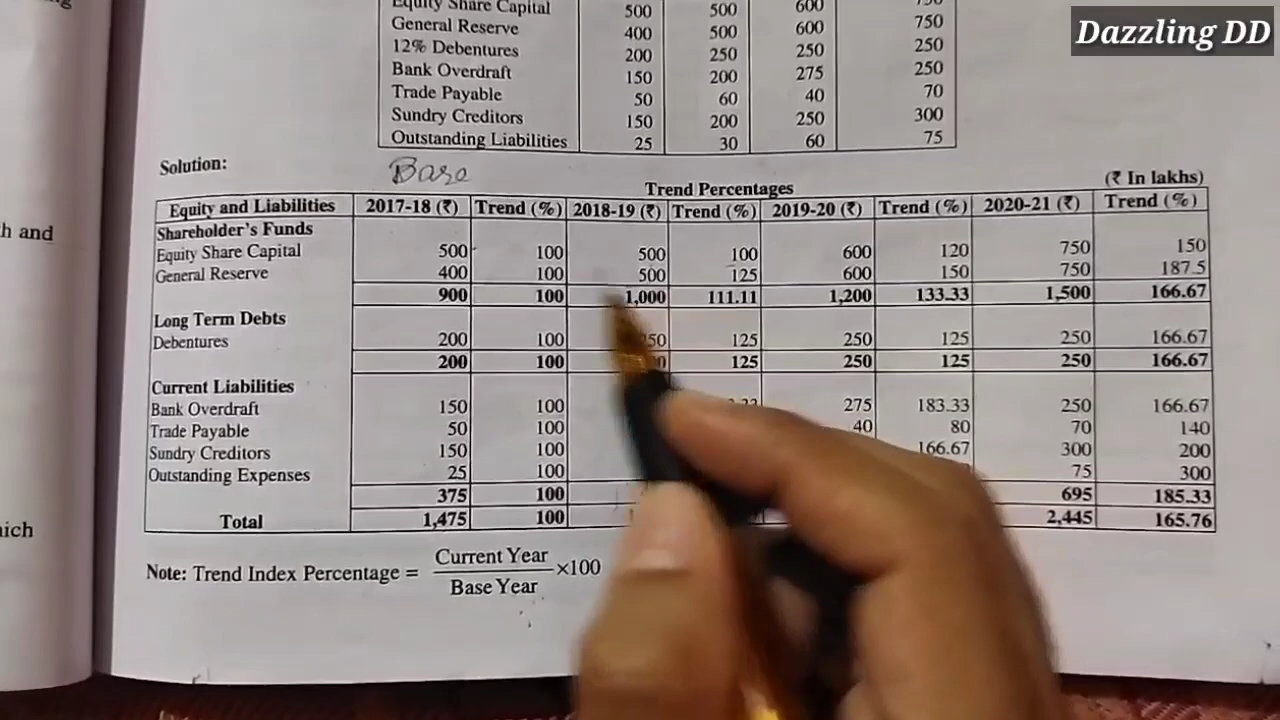 Dazzling DD
Equity Share Capital 500 500 600 750
General Reserve 400 500 600 750
12% Debentures 200 250 250 250
Bank Overdraft 150 200 275 250
Trade Payable 50 60 40 70
Sundry Creditors 150 200 250 300
Outstanding Liabilities 25 30 60 75
h and
Solution:
Base
Trend Percentages
(₹ In lakhs)
Equity and Liabilities 2017-18 (₹) Trend (%) 2018-19 (₹) Trend (%) 2019-20 (₹) Trend (%) 2020-21 (₹) Trend (%)
Shareholder's Funds
Equity Share Capital 500 100 500 100 600 120 750 150
General Reserve 400 100 500 125 600 150 750 187.5
900 100 1,000 111.11 1,200 133.33 1,500 166.67
Long Term Debts
Debentures 200 100 125 250 125 250 166.67
200 100 125 250 125 250 166.67
Current Liabilities
Bank Overdraft 150 100 275 183.33 250 166.67
Trade Payable 50 100 40 80 70 140
Sundry Creditors 150 100 166.67 300 200
Outstanding Expenses 25 100 75 300
375 100 695 185.33
Total 1,475 100 2,445 165.76
Note: Trend Index Percentage = Current Year
Base Year ×100